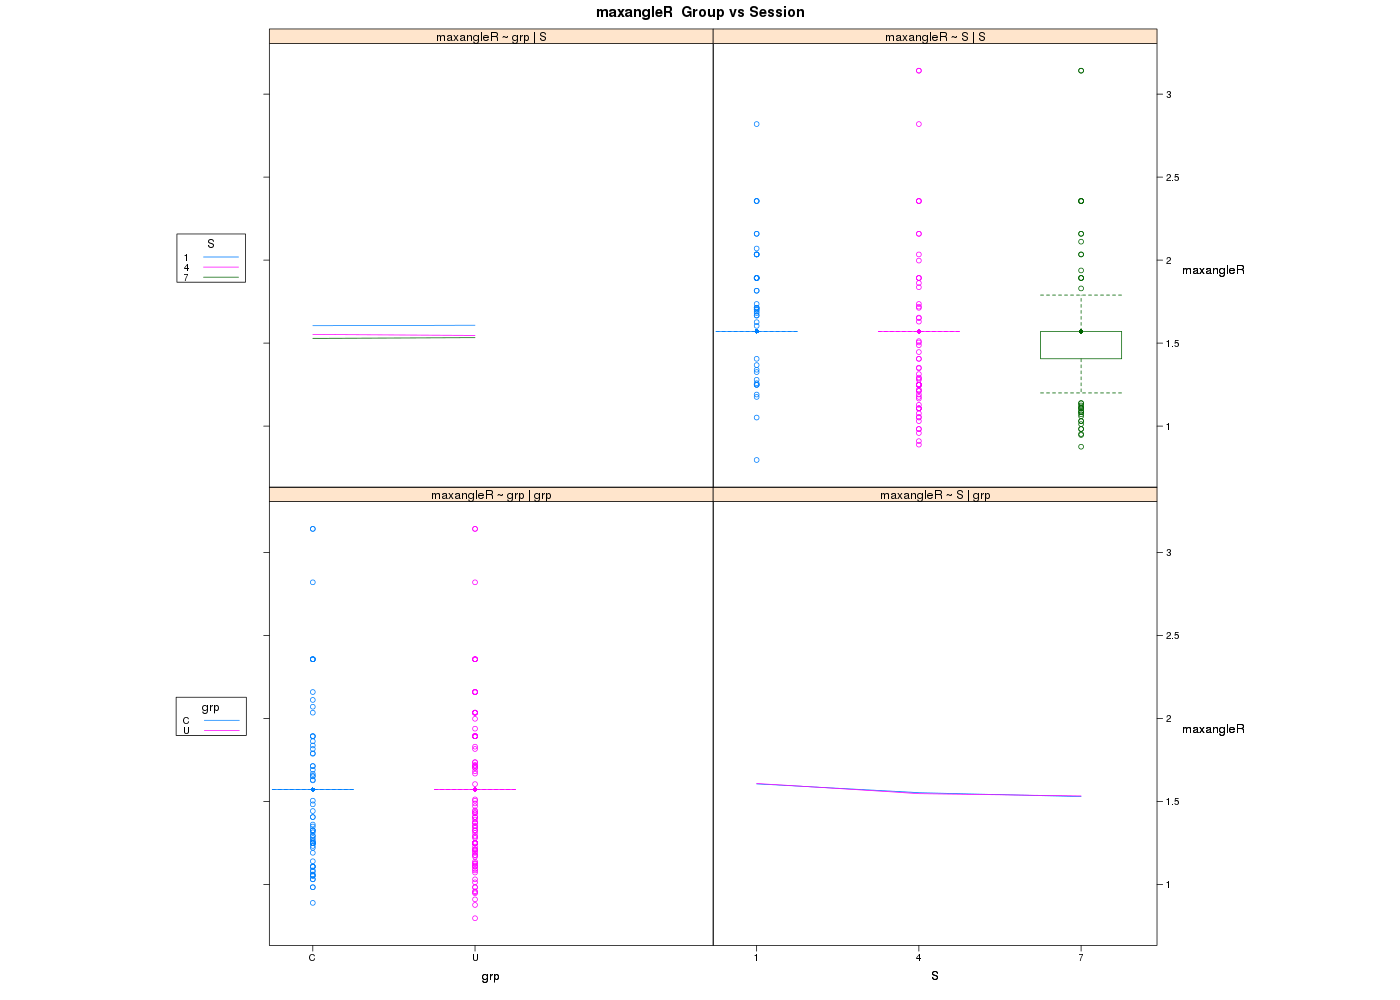 maxangleR  Group vs Session
maxangleR ~ grp | S
maxangleR ~ S | S
3
2.5
2
1.5
1
maxangleR
S
1
4
7
maxangleR ~ grp | grp
maxangleR ~ S | grp
3
2.5
2
1.5
1
maxangleR
grp
C
U
C
U
1
4
7
grp
S